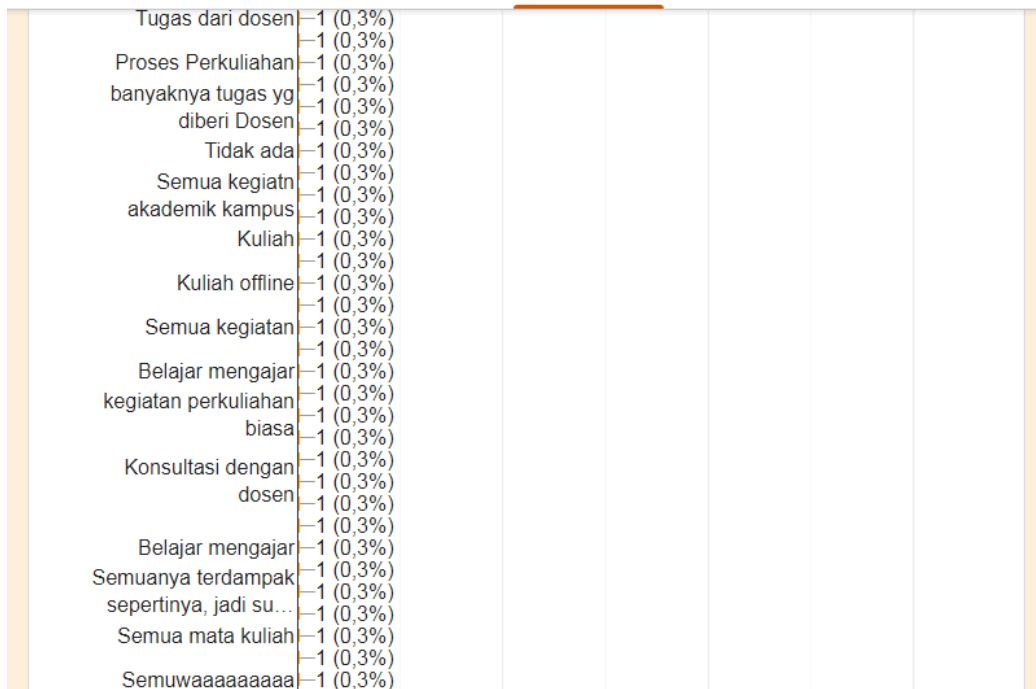 Tugas dari dosen 1 (0,3%)
1 (0,3%)
Proses Perkuliahan 1 (0,3%)
1 (0,3%)
banyaknya tugas yg 1 (0,3%)
diberi Dosen 1 (0,3%)
Tidak ada 1 (0,3%)
1 (0,3%)
Semua kegiatn 1 (0,3%)
akademik kampus 1 (0,3%)
Kuliah 1 (0,3%)
1 (0,3%)
Kuliah offline 1 (0,3%)
1 (0,3%)
Semua kegiatan 1 (0,3%)
1 (0,3%)
Belajar mengajar 1 (0,3%)
1 (0,3%)
kegiatan perkuliahan 1 (0,3%)
biasa 1 (0,3%)
1 (0,3%)
Konsultasi dengan 1 (0,3%)
dosen 1 (0,3%)
1 (0,3%)
Belajar mengajar 1 (0,3%)
1 (0,3%)
Semuanya terdampak 1 (0,3%)
sepertinya, jadi su... 1 (0,3%)
Semua mata kuliah 1 (0,3%)
1 (0,3%)
Semuwaaaaaaaaa 1 (0,3%)